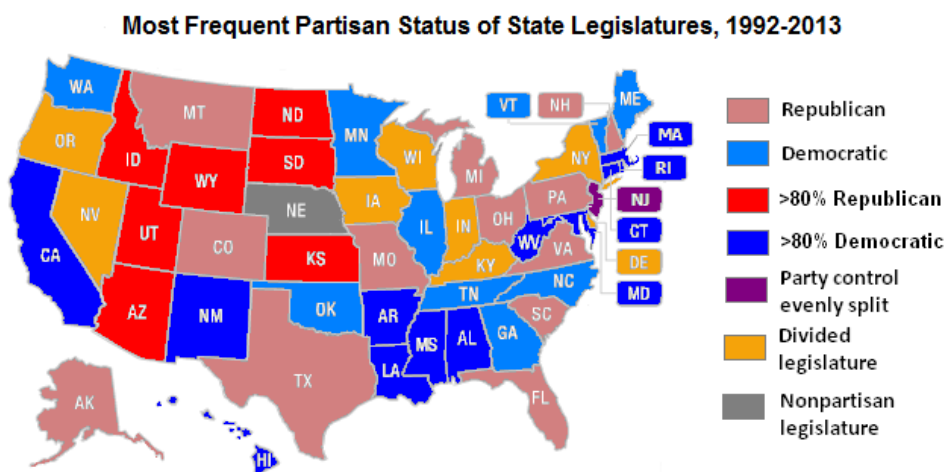 Most Frequent Partisan Status of State Legislatures, 1992-2013
WA
MT
ND
MN
VT
NH
ME
OR
ID
WY
SD
WI
NY
MA
RI
MI
NV
NE
IA
PA
NJ
CT
CA
UT
CO
IL
IN
OH
WV
VA
DE
KS
MO
KY
MD
AZ
NM
OK
AR
TN
NC
TX
LA
MS
AL
GA
SC
AK
FL
HI
Republican
Democratic
>80% Republican
>80% Democratic
Party control
evenly split
Divided
legislature
Nonpartisan
legislature